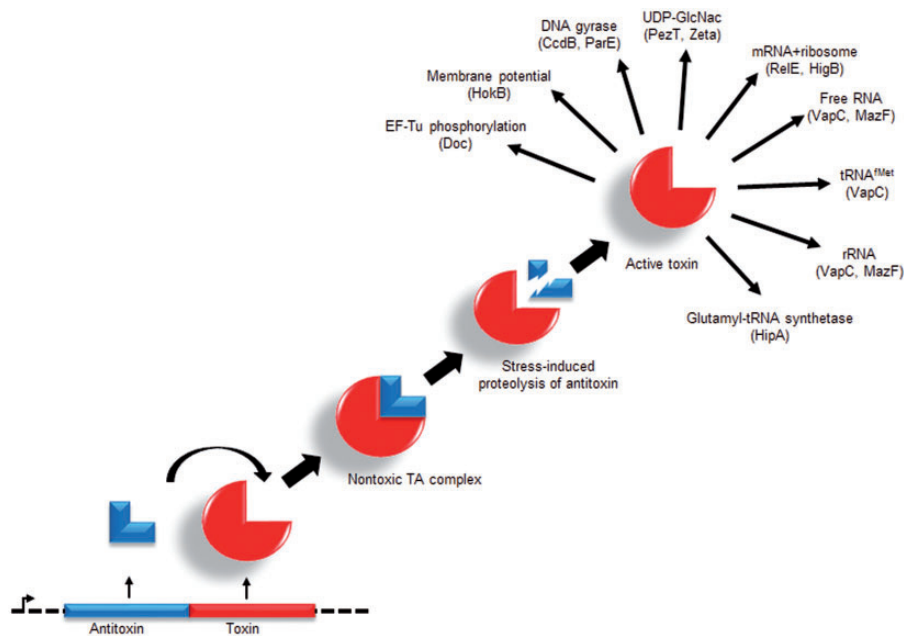 UDP-GlcNac
(PezT, Zeta)
DNA gyrase
(CcdB, ParE)
mRNA+ribosome
(RelE, HigB)
Membrane potential
(HokB)
Free RNA
(VapC, MazF)
EF-Tu phosphorylation
(Doc)
tRNAfMet
(VapC)
rRNA
(VapC, MazF)
Active toxin
Glutamyl-tRNA synthetase
(HipA)
Stress-induced
proteolysis of antitoxin
Nontoxic TA complex
Antitoxin
Toxin